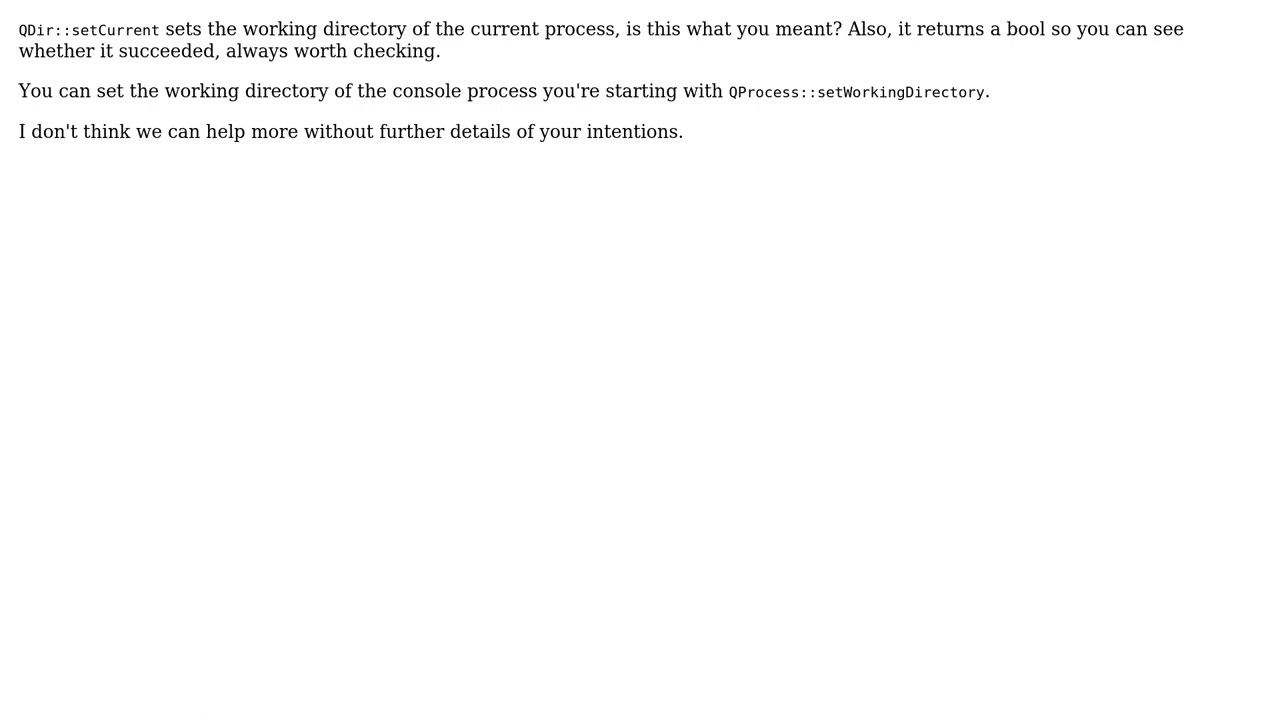 QDir::setCurrent sets the working directory of the current process, is this what you meant? Also, it returns a bool so you can see
whether it succeeded, always worth checking.
You can set the working directory of the console process you're starting with QProcess::setWorkingDirectory.
I don't think we can help more without further details of your intentions.